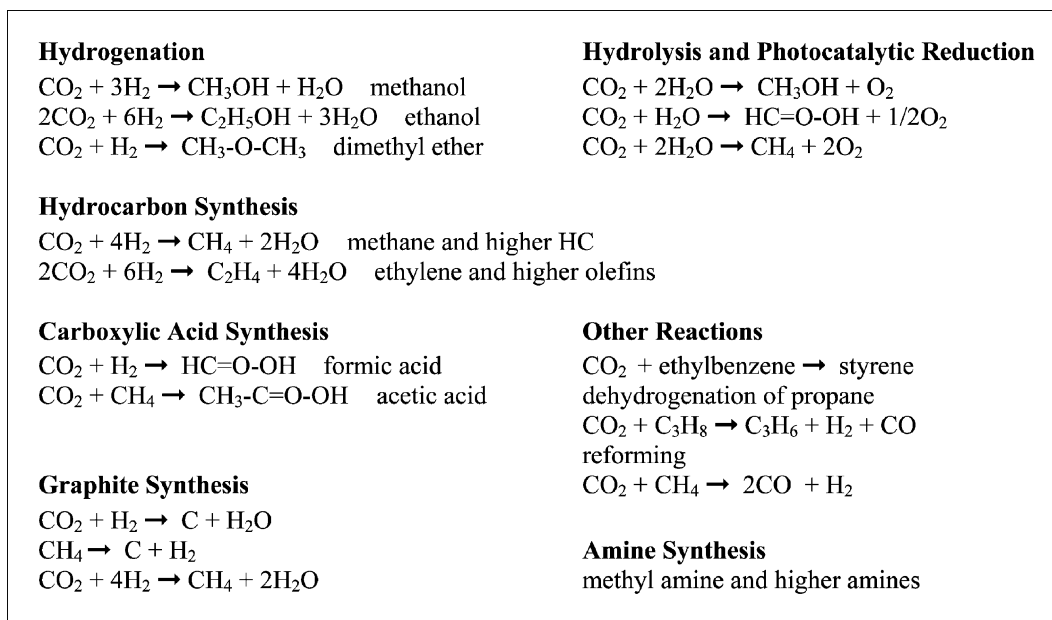 Hydrogenation
CO₂ + 3H₂ → CH₃OH + H₂O methanol
2CO₂ + 6H₂ → C₂H₅OH + 3H₂O ethanol
CO₂ + H₂ → CH₃-O-CH₃ dimethyl ether
Hydrolysis and Photocatalytic Reduction
CO₂ + 2H₂O → CH₃OH + O₂
CO₂ + H₂O → HC=O-OH + 1/2O₂
CO₂ + 2H₂O → CH₄ + 2O₂
Hydrocarbon Synthesis
CO₂ + 4H₂ → CH₄ + 2H₂O methane and higher HC
2CO₂ + 6H₂ → C₂H₄ + 4H₂O ethylene and higher olefins
Carboxylic Acid Synthesis
CO₂ + H₂ → HC=O-OH formic acid
CO₂ + CH₄ → CH₃-C=O-OH acetic acid
Other Reactions
CO₂ + ethylbenzene → styrene
dehydrogenation of propane
CO₂ + C₃H₈ → C₃H₆ + H₂ + CO
reforming
CO₂ + CH₄ → 2CO + H₂
Graphite Synthesis
CO₂ + H₂ → C + H₂O
CH₄ → C + H₂
CO₂ + 4H₂ → CH₄ + 2H₂O
Amine Synthesis
methyl amine and higher amines